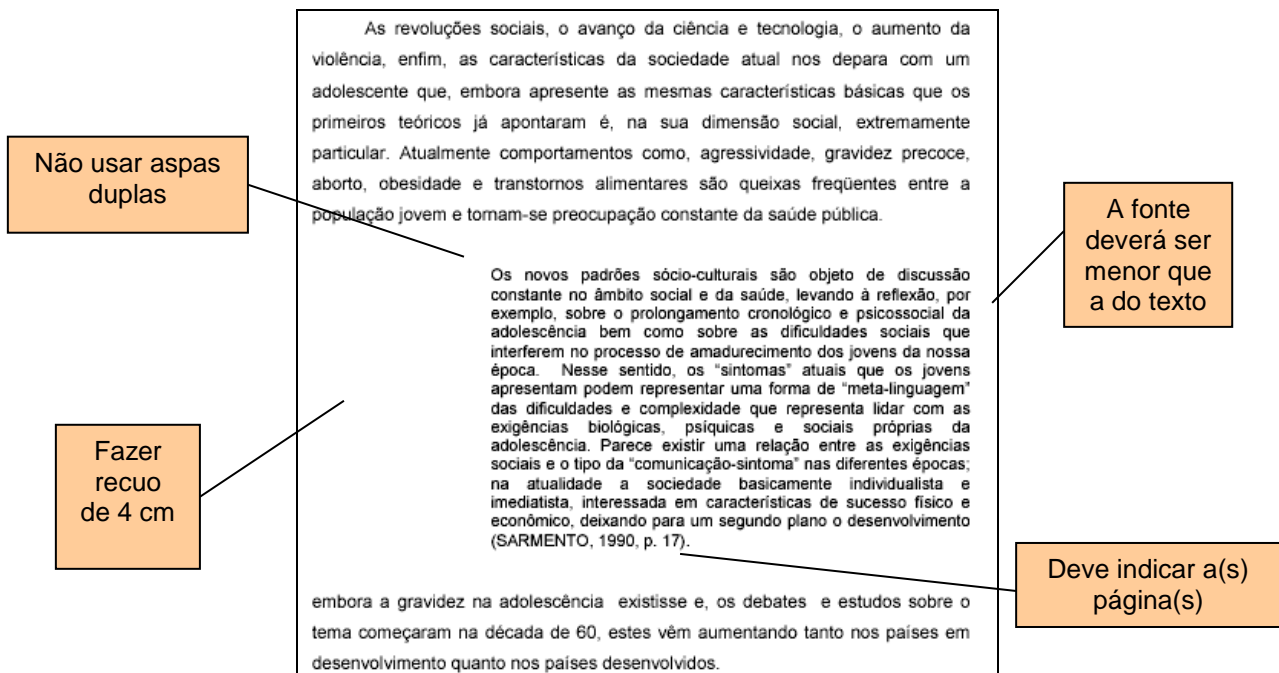 As revoluções sociais, o avanço da ciência e tecnologia, o aumento da
violência, enfim, as características da sociedade atual nos depara com um
adolescente que, embora apresente as mesmas características básicas que os
primeiros teóricos já apontaram é, na sua dimensão social, extremamente
particular. Atualmente comportamentos como, agressividade, gravidez precoce,
aborto, obesidade e transtornos alimentares são queixas freqüentes entre a
população jovem e tornam-se preocupação constante da saúde pública.
Não usar aspas
duplas
A fonte
deverá ser
menor que
a do texto
Os novos padrões sócio-culturais são objeto de discussão
constante no âmbito social e da saúde, levando à reflexão, por
exemplo, sobre o prolongamento cronológico e psicossocial da
adolescência bem como sobre as dificuldades sociais que
interferem no processo de amadurecimento dos jovens da nossa
época. Nesse sentido, os “sintomas” atuais que os jovens
apresentam podem representar uma forma de “meta-linguagem”
das dificuldades e complexidade que representa lidar com as
exigências biológicas, psíquicas e sociais próprias da
adolescência. Parece existir uma relação entre as exigências
sociais e o tipo da “comunicação-sintoma” nas diferentes épocas;
na atualidade a sociedade basicamente individualista e
imediatista, interessada em características de sucesso físico e
econômico, deixando para um segundo plano o desenvolvimento
(SARMENTO, 1990, p. 17).
Fazer
recuo
de 4 cm
Deve indicar a(s)
página(s)
embora a gravidez na adolescência existisse e, os debates e estudos sobre o
tema começaram na década de 60, estes vêm aumentando tanto nos países em
desenvolvimento quanto nos países desenvolvidos.